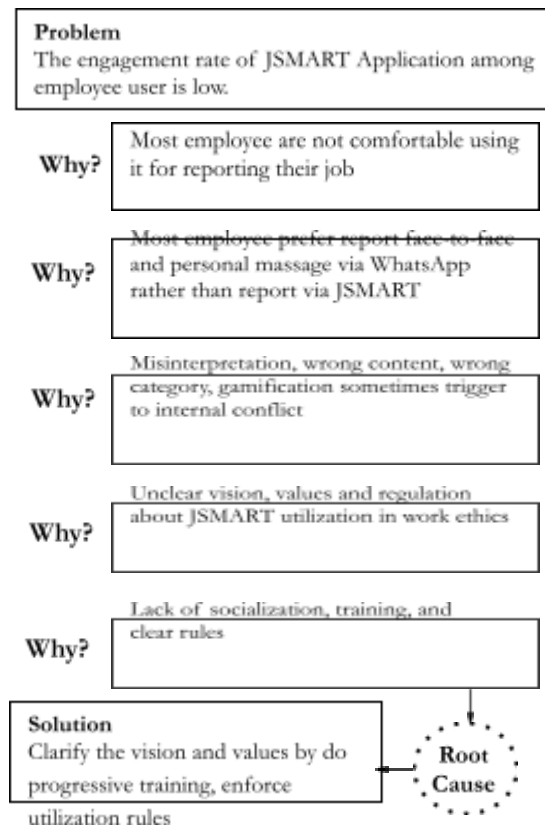 Problem
The engagement rate of JSMART Application among
employee user is low.
Why?
Most employee are not comfortable using
it for reporting their job
Why?
Most employee prefer report face-to-face
and personal massage via WhatsApp
rather than report via JSMART
Why?
Misinterpretation, wrong content, wrong
category, gamification sometimes trigger
to internal conflict
Why?
Unclear vision, values and regulation
about JSMART utilization in work ethics
Why?
Lack of socialization, training, and
clear rules
Solution
Clarify the vision and values by do
progressive training, enforce
utilization rules
Root
Cause